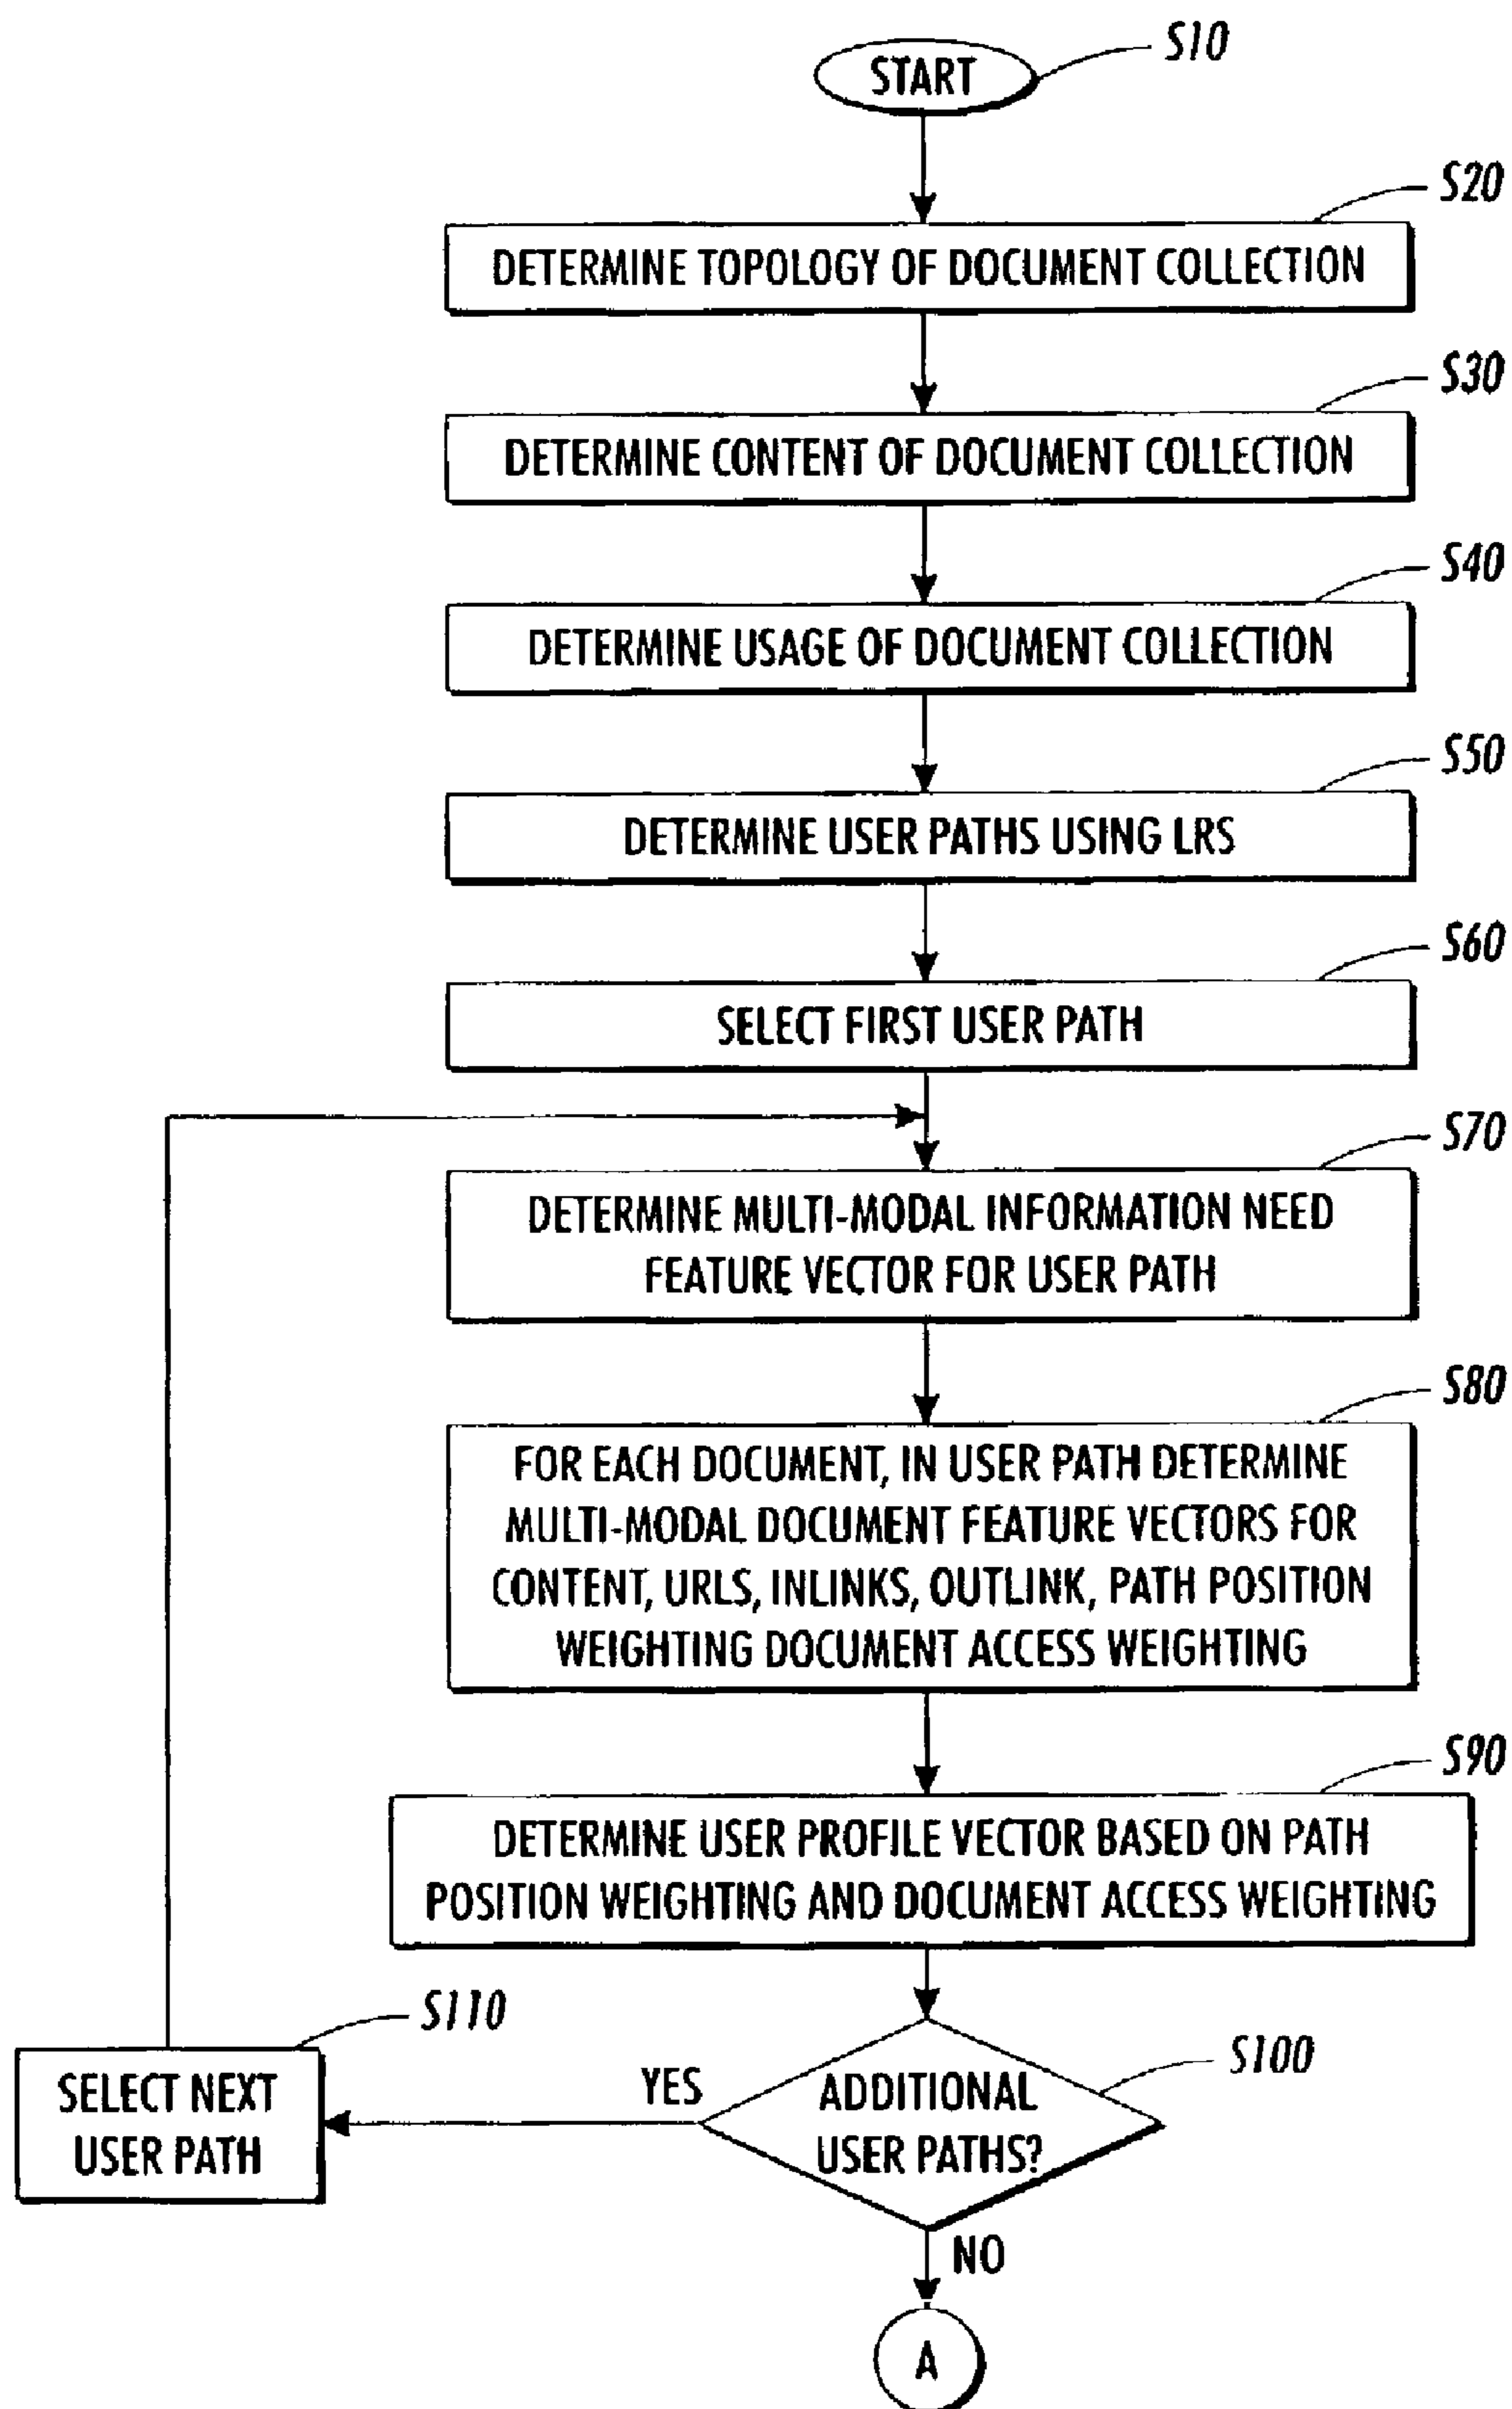 S10
START
S20
DETERMINE TOPOLOGY OF DOCUMENT COLLECTION
S30
DETERMINE CONTENT OF DOCUMENT COLLECTION
S40
DETERMINE USAGE OF DOCUMENT COLLECTION
S50
DETERMINE USER PATHS USING LRS
S60
SELECT FIRST USER PATH
S70
DETERMINE MULTI-MODAL INFORMATION NEED
FEATURE VECTOR FOR USER PATH
S80
FOR EACH DOCUMENT, IN USER PATH DETERMINE
MULTI-MODAL DOCUMENT FEATURE VECTORS FOR
CONTENT, URLS, INLINKS, OUTLINK, PATH POSITION
WEIGHTING DOCUMENT ACCESS WEIGHTING
S90
DETERMINE USER PROFILE VECTOR BASED ON PATH
POSITION WEIGHTING AND DOCUMENT ACCESS WEIGHTING
S110
SELECT NEXT
USER PATH
YES
S100
ADDITIONAL
USER PATHS?
NO
A